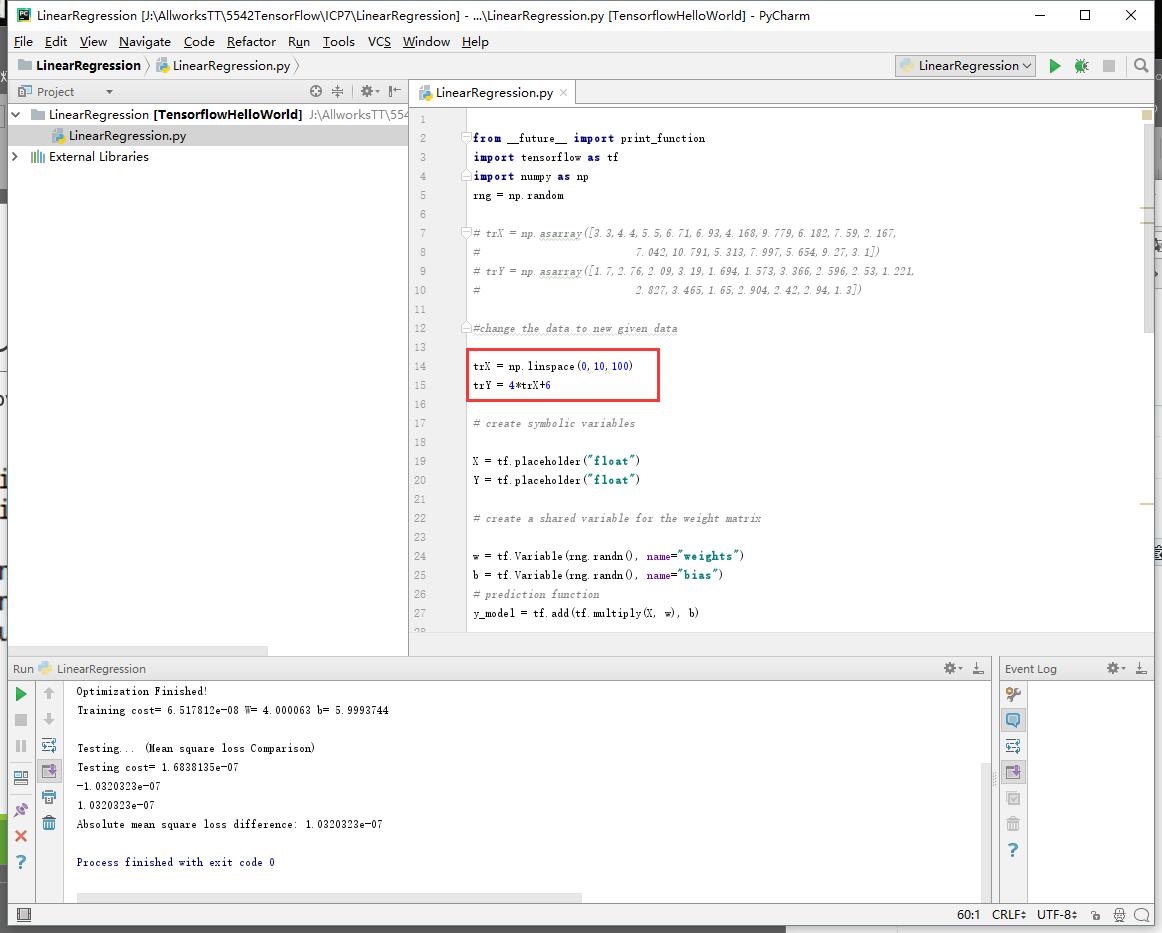 LinearRegression [J:\AllworksTT\5542TensorFlow\ICP7\LinearRegression] - ...\LinearRegression.py [TensorflowHelloWorld] - PyCharm
File Edit View Navigate Code Refactor Run Tools VCS Window Help
LinearRegression LinearRegression.py LinearRegression
Project LinearRegression.py
LinearRegression [TensorflowHelloWorld] J:\AllworksTT\554
LinearRegression.py
External Libraries
1
2 from __future__ import print_function
3 import tensorflow as tf
4 import numpy as np
5 rng = np.random
6
7 # trX = np.asarray([3.3,4.4,5.5,6.71,6.93,4.168,9.779,6.182,7.59,2.167,
8 # 7.042,10.791,5.313,7.997,5.654,9.27,3.1])
9 # trY = np.asarray([1.7,2.76,2.09,3.19,1.694,1.573,3.366,2.596,2.53,1.221,
10 # 2.827,3.465,1.65,2.904,2.42,2.94,1.3])
11
12 #change the data to new given data
13
14 trX = np.linspace(0,10,100)
15 trY = 4*trX+6
16
17 # create symbolic variables
18
19 X = tf.placeholder("float")
20 Y = tf.placeholder("float")
21
22 # create a shared variable for the weight matrix
23
24 w = tf.Variable(rng.randn(), name="weights")
25 b = tf.Variable(rng.randn(), name="bias")
26 # prediction function
27 y_model = tf.add(tf.multiply(X, w), b)
28
Run LinearRegression Event Log
Optimization Finished!
Training cost= 6.517812e-08 W= 4.000063 b= 5.9993744
Testing... (Mean square loss Comparison)
Testing cost= 1.6838135e-07
-1.0320323e-07
1.0320323e-07
Absolute mean square loss difference: 1.0320323e-07
Process finished with exit code 0
60:1 CRLF UTF-8